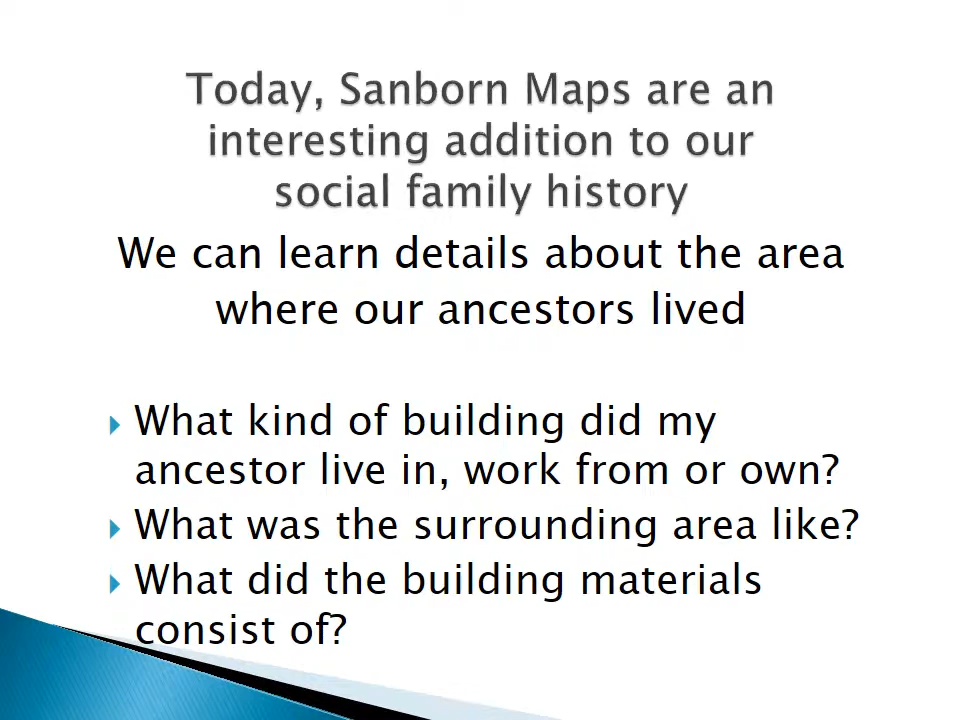 Today, Sanborn Maps are an
interesting addition to our
social family history
We can learn details about the area
where our ancestors lived
What kind of building did my
ancestor live in, work from or own?
What was the surrounding area like?
What did the building materials
consist of?